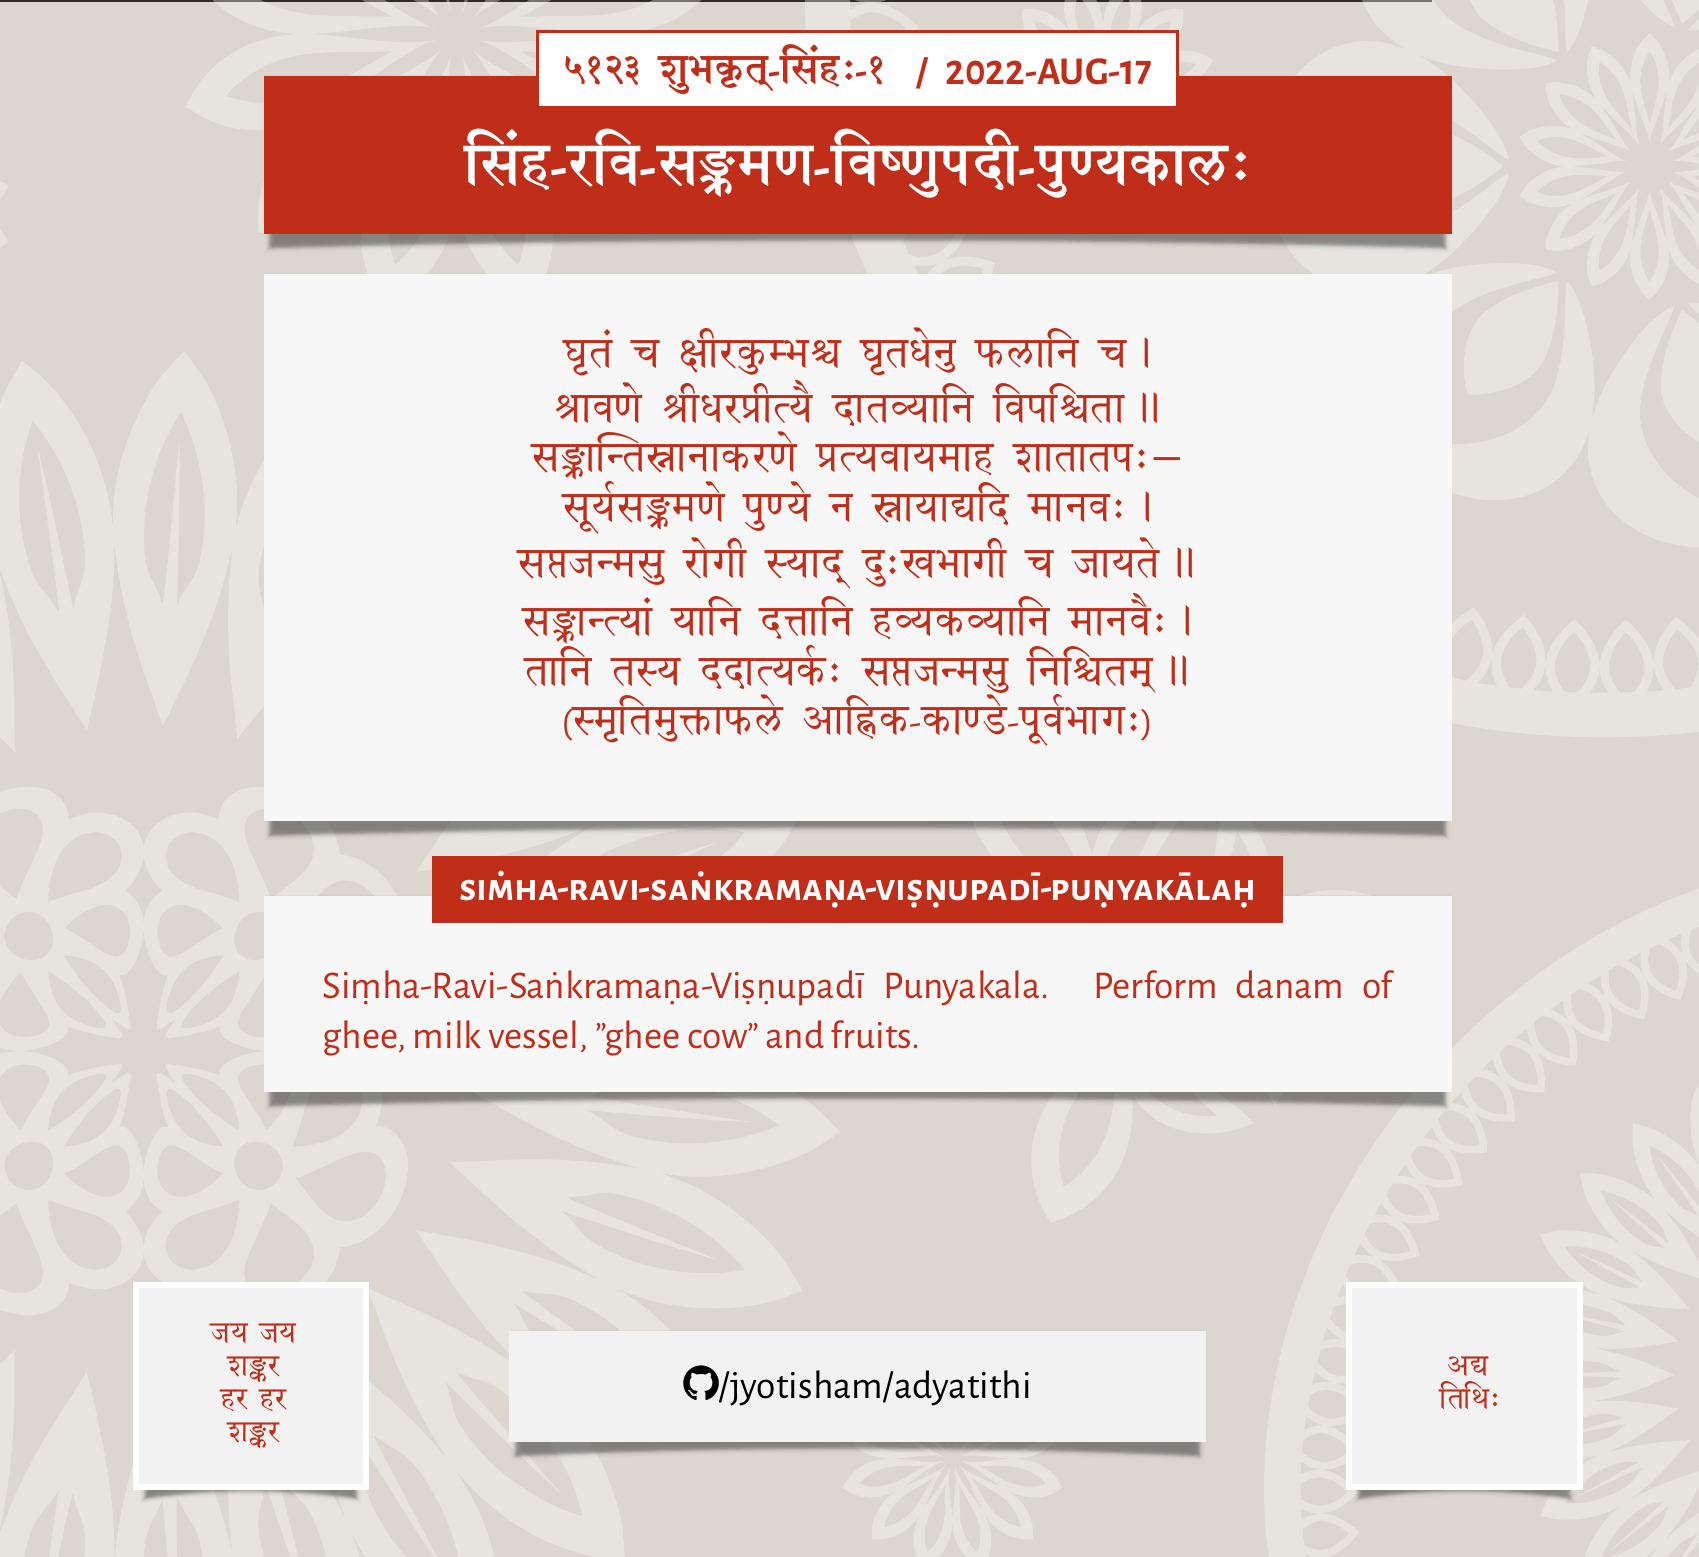 ५१२३ शुभकृत्-सिंहः-१ / 2022-AUG-17
सिंह-रवि-सङ्क्रमण-विष्णुपदी-पुण्यकालः
घृतं च क्षीरकुम्भश्च घृतधेनु फलानि च।
श्रावणे श्रीधरप्रीत्यै दातव्यानि विपश्चिता॥
सङ्क्रान्तिस्नानाकरणे प्रत्यवायमाह शातातपः—
सूर्यसङ्क्रमणे पुण्ये न स्नायाद्यदि मानवः।
सप्तजन्मसु रोगी स्याद् दुःखभागी च जायते॥
सङ्क्रान्त्यां यानि दत्तानि हव्यकव्यानि मानवैः।
तानि तस्य ददात्यर्कः सप्तजन्मसु निश्चितम्॥
(स्मृतिमुक्ताफले आह्निक-काण्डे-पूर्वभागः)
SIṀHA-RAVI-SAṄKRAMAṆA-VIṢṆUPADĪ-PUṆYAKĀLAḤ
Siṃha-Ravi-Saṅkramaṇa-Viṣṇupadī Punyakala. Perform danam of
ghee, milk vessel, ”ghee cow” and fruits.
जय जय
शङ्कर
हर हर
शङ्कर
/jyotisham/adyatithi
अद्य
तिथिः